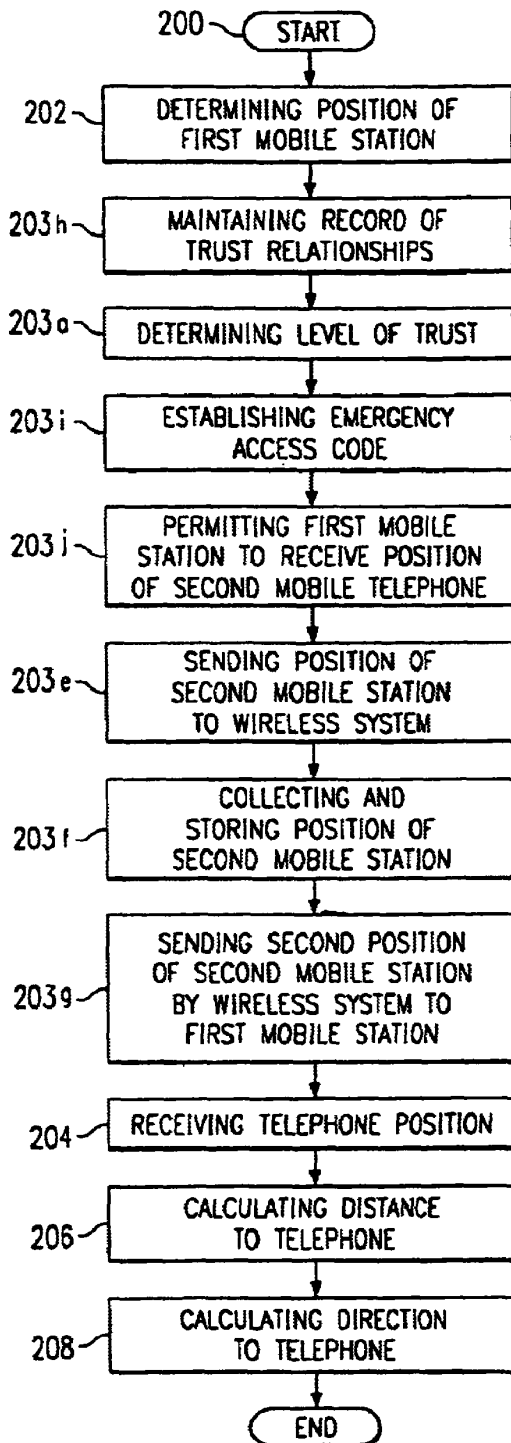 200 START
202 DETERMINING POSITION OF
FIRST MOBILE STATION
203h MAINTAINING RECORD OF
TRUST RELATIONSHIPS
203a DETERMINING LEVEL OF TRUST
203i ESTABLISHING EMERGENCY
ACCESS CODE
203j PERMITTING FIRST MOBILE
STATION TO RECEIVE POSITION
OF SECOND MOBILE TELEPHONE
203e SENDING POSITION OF
SECOND MOBILE STATION
TO WIRELESS SYSTEM
203f COLLECTING AND
STORING POSITION OF
SECOND MOBILE STATION
203g SENDING SECOND POSITION
OF SECOND MOBILE STATION
BY WIRELESS SYSTEM TO
FIRST MOBILE STATION
204 RECEIVING TELEPHONE POSITION
206 CALCULATING DISTANCE
TO TELEPHONE
208 CALCULATING DIRECTION
TO TELEPHONE
END